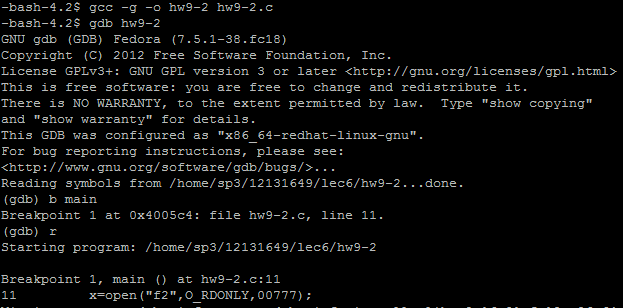 -bash-4.2$ gcc -g -o hw9-2 hw9-2.c
-bash-4.2$ gdb hw9-2
GNU gdb (GDB) Fedora (7.5.1-38.fc18)
Copyright (C) 2012 Free Software Foundation, Inc.
License GPLv3+: GNU GPL version 3 or later <http://gnu.org/licenses/gpl.html>
This is free software: you are free to change and redistribute it.
There is NO WARRANTY, to the extent permitted by law.  Type "show copying"
and "show warranty" for details.
This GDB was configured as "x86_64-redhat-linux-gnu".
For bug reporting instructions, please see:
<http://www.gnu.org/software/gdb/bugs/>...
Reading symbols from /home/sp3/12131649/lec6/hw9-2...done.
(gdb) b main
Breakpoint 1 at 0x4005c4: file hw9-2.c, line 11.
(gdb) r
Starting program: /home/sp3/12131649/lec6/hw9-2
Breakpoint 1, main () at hw9-2.c:11
11          x=open("f2",O_RDONLY,00777);